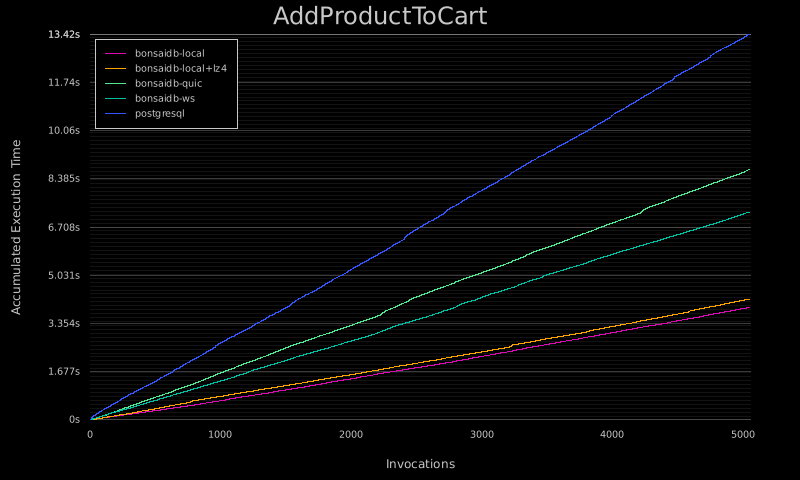 AddProductToCart
13.42s
11.74s
10.06s
8.385s
6.708s
5.031s
3.354s
1.677s
0s
Accumulated Execution Time
bonsaidb-local
bonsaidb-local+lz4
bonsaidb-quic
bonsaidb-ws
postgresql
0 1000 2000 3000 4000 5000
Invocations